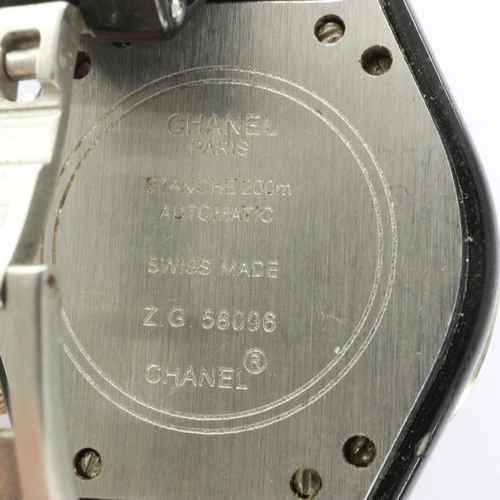 CHANEL
PARIS
ETANCHE 200m
AUTOMATIC
SWISS MADE
Z.G. 58096
CHANEL®